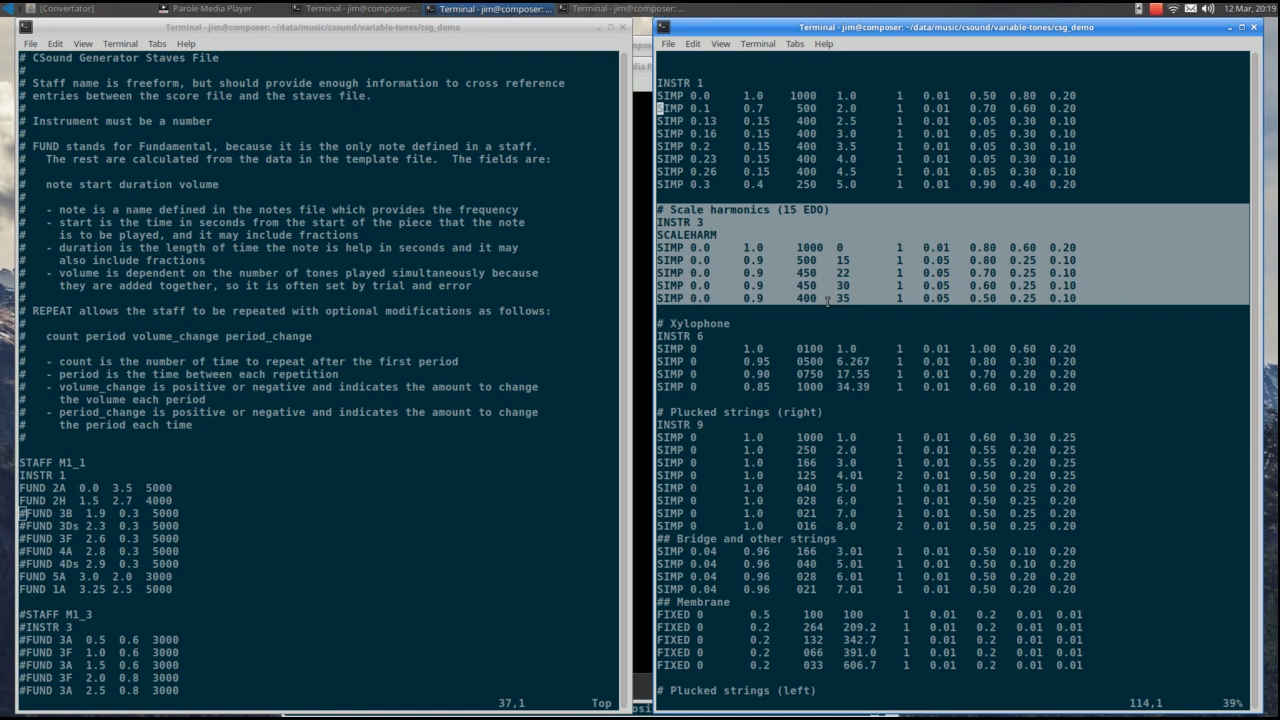 [Convertator]
Parole Media Player
Terminal - jim@composer: ~/data/music...
Terminal - jim@composer: ~/data/mu...
Terminal - jim@composer: ~/data/mus...
12 Mar, 20:19
Terminal - jim@composer: ~/data/music/csound/variable-tones/csg_demo
File Edit View Terminal Tabs Help
# CSound Generator Staves File
#
# Staff name is freeform, but should provide enough information to cross reference
# entries between the score file and the staves file.
#
# Instrument must be a number
#
# FUND stands for Fundamental, because it is the only note defined in a staff.
#   The rest are calculated from the data in the template file.  The fields are:
#
#   note start duration volume
#
#   - note is a name defined in the notes file which provides the frequency
#   - start is the time in seconds from the start of the piece that the note
#     is to be played, and it may include fractions
#   - duration is the length of time the note is help in seconds and it may
#     also include fractions
#   - volume is dependent on the number of tones played simultaneously because
#     they are added together, so it is often set by trial and error
#
# REPEAT allows the staff to be repeated with optional modifications as follows:
#
#   count period volume_change period_change
#
#   - count is the number of time to repeat after the first period
#   - period is the time between each repetition
#   - volume_change is positive or negative and indicates the amount to change
#     the volume each period
#   - period_change is positive or negative and indicates the amount to change
#     the period each time
#
STAFF M1_1
INSTR 1
FUND 2A  0.0  3.5  5000
FUND 2H  1.5  2.7  4000
#FUND 3B  1.9  0.3  5000
#FUND 3Ds 2.3  0.3  5000
#FUND 3F  2.6  0.3  5000
#FUND 4A  2.8  0.3  5000
#FUND 4Ds 2.9  0.3  5000
FUND 5A  3.0  2.0  3000
FUND 1A  3.25 2.5  5000
#STAFF M1_3
#INSTR 3
#FUND 3A  0.5  0.6  3000
#FUND 3F  1.0  0.6  3000
#FUND 3A  1.5  0.6  3000
#FUND 3F  2.0  0.8  3000
#FUND 3A  2.5  0.8  3000
37,1 Top
Terminal - jim@composer: ~/data/music/csound/variable-tones/csg_demo
File Edit View Terminal Tabs Help
INSTR 1
SIMP 0.0 1.0 1000 1.0 1 0.01 0.50 0.80 0.20
SIMP 0.1 0.7 500 2.0 1 0.01 0.70 0.60 0.20
SIMP 0.13 0.15 400 2.5 1 0.01 0.05 0.30 0.10
SIMP 0.16 0.15 400 3.0 1 0.01 0.05 0.30 0.10
SIMP 0.2 0.15 400 3.5 1 0.01 0.05 0.30 0.10
SIMP 0.23 0.15 400 4.0 1 0.01 0.05 0.30 0.10
SIMP 0.26 0.15 400 4.5 1 0.01 0.05 0.30 0.10
SIMP 0.3 0.4 250 5.0 1 0.01 0.90 0.40 0.20
# Scale harmonics (15 EDO)
INSTR 3
SCALEHARM
SIMP 0.0 1.0 1000 0 1 0.01 0.80 0.60 0.20
SIMP 0.0 0.9 500 15 1 0.05 0.80 0.25 0.10
SIMP 0.0 0.9 450 22 1 0.05 0.70 0.25 0.10
SIMP 0.0 0.9 450 30 1 0.05 0.60 0.25 0.10
SIMP 0.0 0.9 400 35 1 0.05 0.50 0.25 0.10
# Xylophone
INSTR 6
SIMP 0 1.0 0100 1.0 1 0.01 1.00 0.60 0.20
SIMP 0 0.95 0500 6.267 1 0.01 0.80 0.30 0.20
SIMP 0 0.90 0750 17.55 1 0.01 0.70 0.20 0.20
SIMP 0 0.85 1000 34.39 1 0.01 0.60 0.10 0.20
# Plucked strings (right)
INSTR 9
SIMP 0 1.0 1000 1.0 1 0.01 0.60 0.30 0.25
SIMP 0 1.0 250 2.0 1 0.01 0.55 0.20 0.25
SIMP 0 1.0 166 3.0 1 0.01 0.55 0.20 0.25
SIMP 0 1.0 125 4.01 2 0.01 0.50 0.25 0.25
SIMP 0 1.0 040 5.0 1 0.01 0.50 0.25 0.20
SIMP 0 1.0 028 6.0 1 0.01 0.50 0.25 0.20
SIMP 0 1.0 021 7.0 1 0.01 0.50 0.25 0.20
SIMP 0 1.0 016 8.0 2 0.01 0.50 0.25 0.20
## Bridge and other strings
SIMP 0.04 0.96 166 3.01 1 0.01 0.50 0.10 0.20
SIMP 0.04 0.96 040 5.01 1 0.01 0.50 0.20 0.20
SIMP 0.04 0.96 028 6.01 1 0.01 0.50 0.20 0.20
SIMP 0.04 0.96 021 7.01 1 0.01 0.50 0.20 0.20
## Membrane
FIXED 0 0.5 100 100 1 0.01 0.2 0.01 0.01
FIXED 0 0.2 264 209.2 1 0.01 0.2 0.01 0.01
FIXED 0 0.2 132 342.7 1 0.01 0.2 0.01 0.01
FIXED 0 0.2 066 391.0 1 0.01 0.2 0.01 0.01
FIXED 0 0.2 033 606.7 1 0.01 0.2 0.01 0.01
# Plucked strings (left)
114,1 39%